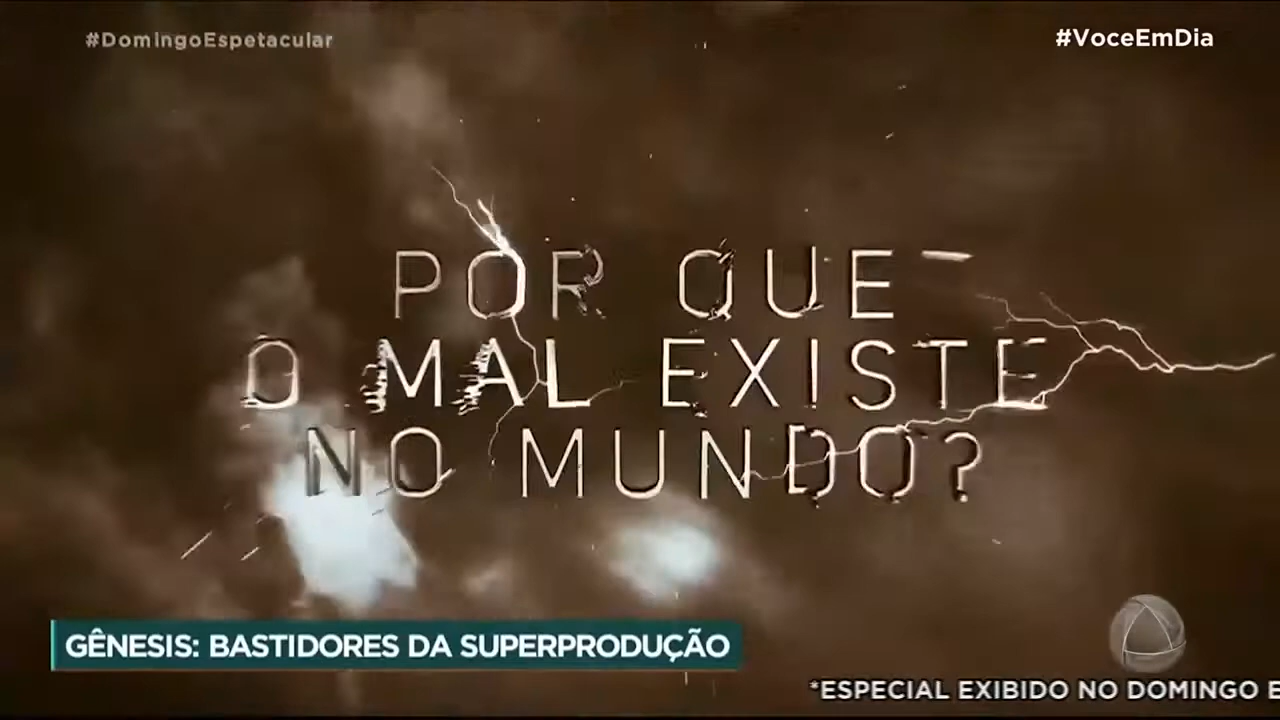 #DomingoEspetacular
#VoceEmDia
POR QUE
O MAL EXISTE
NO MUNDO?
GÊNESIS: BASTIDORES DA SUPERPRODUÇÃO
*ESPECIAL EXIBIDO NO DOMINGO E